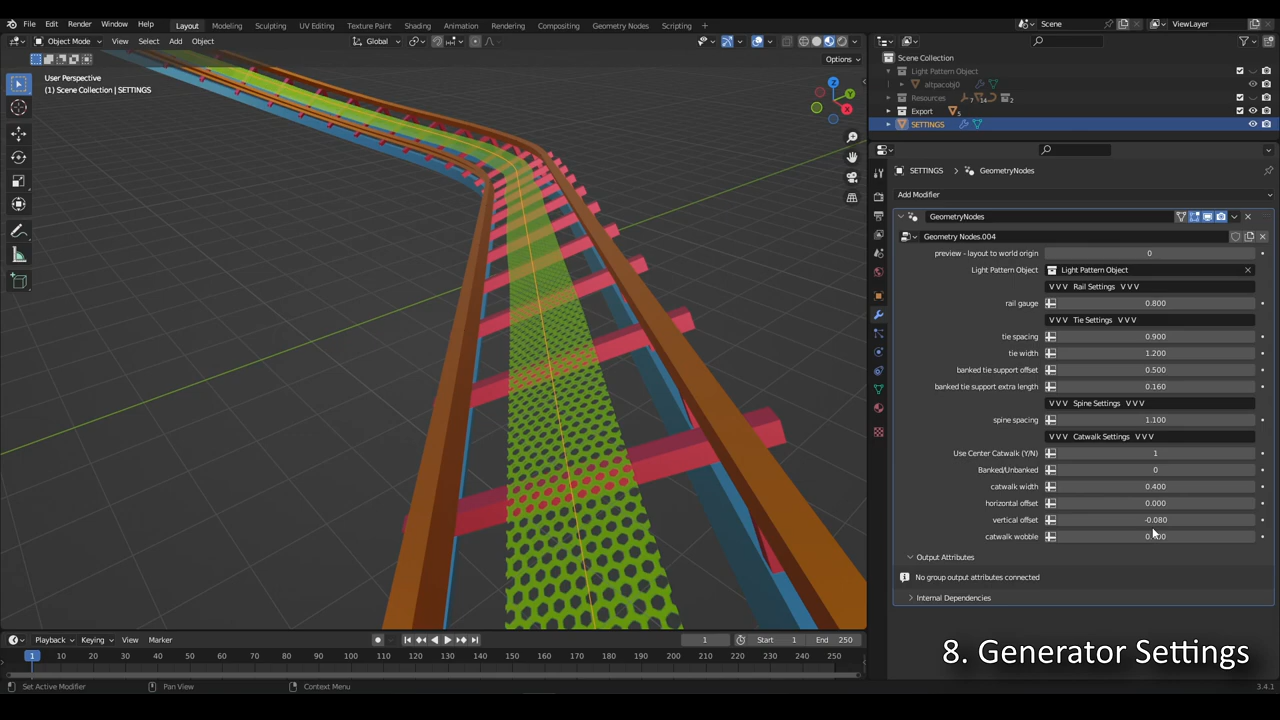 File Edit Render Window Help Layout Modeling Sculpting UV Editing Texture Paint Shading Animation Rendering Compositing Geometry Nodes Scripting + Scene ViewLayer
Object Mode View Select Add Object Global
Options
User Perspective
(1) Scene Collection | SETTINGS
Z
Y
X
Scene Collection
Light Pattern Object
altpacobj0
Resources 7 14 2
Export 5
SETTINGS
SETTINGS > GeometryNodes
Add Modifier
GeometryNodes
Geometry Nodes.004
preview - layout to world origin 0
Light Pattern Object Light Pattern Object
V V V Rail Settings V V V
rail gauge 0.800
V V V Tie Settings V V V
tie spacing 0.900
tie width 1.200
banked tie support offset 0.500
banked tie support extra length 0.160
V V V Spine Settings V V V
spine spacing 1.100
V V V Catwalk Settings V V V
Use Center Catwalk (Y/N) 1
Banked/Unbanked 0
catwalk width 0.400
horizontal offset 0.000
vertical offset -0.080
catwalk wobble
Output Attributes
No group output attributes connected
Internal Dependencies
Playback Keying View Marker 1 Start 1 End 250
1 10 20 30 40 50 60 70 80 90 100 110 120 130 140 150 160 170 180 190 200 210 220 230 240 250
8. Generator Settings
Set Active Modifier Pan View Context Menu 3.4.1